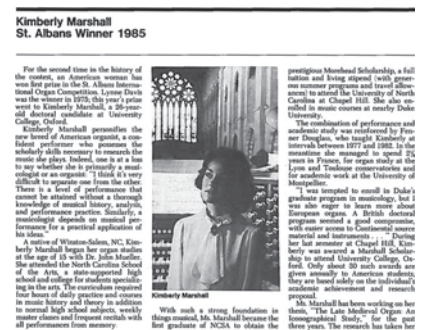 Kimberly Marshall
St. Albans Winner 1985
For the second time in the history of
the contest, an American woman has
won first prize in the St. Albans Interna-
tional Organ Competition. Lynne Davis
was the winner in 1975; this year's prize
went to Kimberly Marshall, a 26-year-
old doctoral candidate at University
College, Oxford.
Kimberly Marshall personifies the
new breed of American organist, a con-
fident performer who possesses the
scholarly skills necessary to research the
music she plays. Indeed, one is at a loss
to say whether she is primarily a musi-
cologist or an organist. "I think it's very
difficult to separate one from the other.
There is a level of performance that
cannot be attained without a thorough
knowledge of musical history, analysis,
and performance practice. Similarly, a
musicologist depends on musical per-
formance for a practical application of
his ideas."
A native of Winston-Salem, NC, Kim-
berly Marshall began her organ studies
at the age of 15 with Dr. John Mueller.
She attended the North Carolina School
of the Arts, a state-supported high
school and college for students specializ-
ing in the arts. The curriculum required
four hours of daily practice and courses
in music history and theory in addition
to normal high school subjects, weekly
master classes and frequent recitals with
all performances from memory.
Kimberly Marshall
With such a strong foundation in
things musical, Ms. Marshall became the
first graduate of NCSA to obtain the
prestigious Morehead Scholarship, a full
tuition and living stipend (with gener-
ous summer programs and travel allow-
ances) to attend the University of North
Carolina at Chapel Hill. She also en-
rolled in music courses at nearby Duke
University.
The combination of performance and
academic study was reinforced by Fen-
ner Douglass, who taught Kimberly at
intervals between 1977 and 1982. In the
meantime she managed to spend 2½
years in France, for organ study at the
Lyon and Toulouse conservatories and
for academic work at the University of
Montpellier.
"I was tempted to enroll in Duke's
graduate program in musicology, but I
was also eager to learn more about
European organs. A British doctoral
program seemed a good compromise,
with easier access to Continental source
material and instruments . . . ." During
her last semester at Chapel Hill, Kim-
berly was awarded a Marshall Scholar-
ship to attend University College, Ox-
ford. Only about 30 such awards are
given annually to American students,
they are based solely on the individual's
academic achievement and research
proposal.
Ms. Marshall has been working on her
thesis, "The Late Medieval Organ: An
Iconographical Study," for the past
three years. The research has taken her